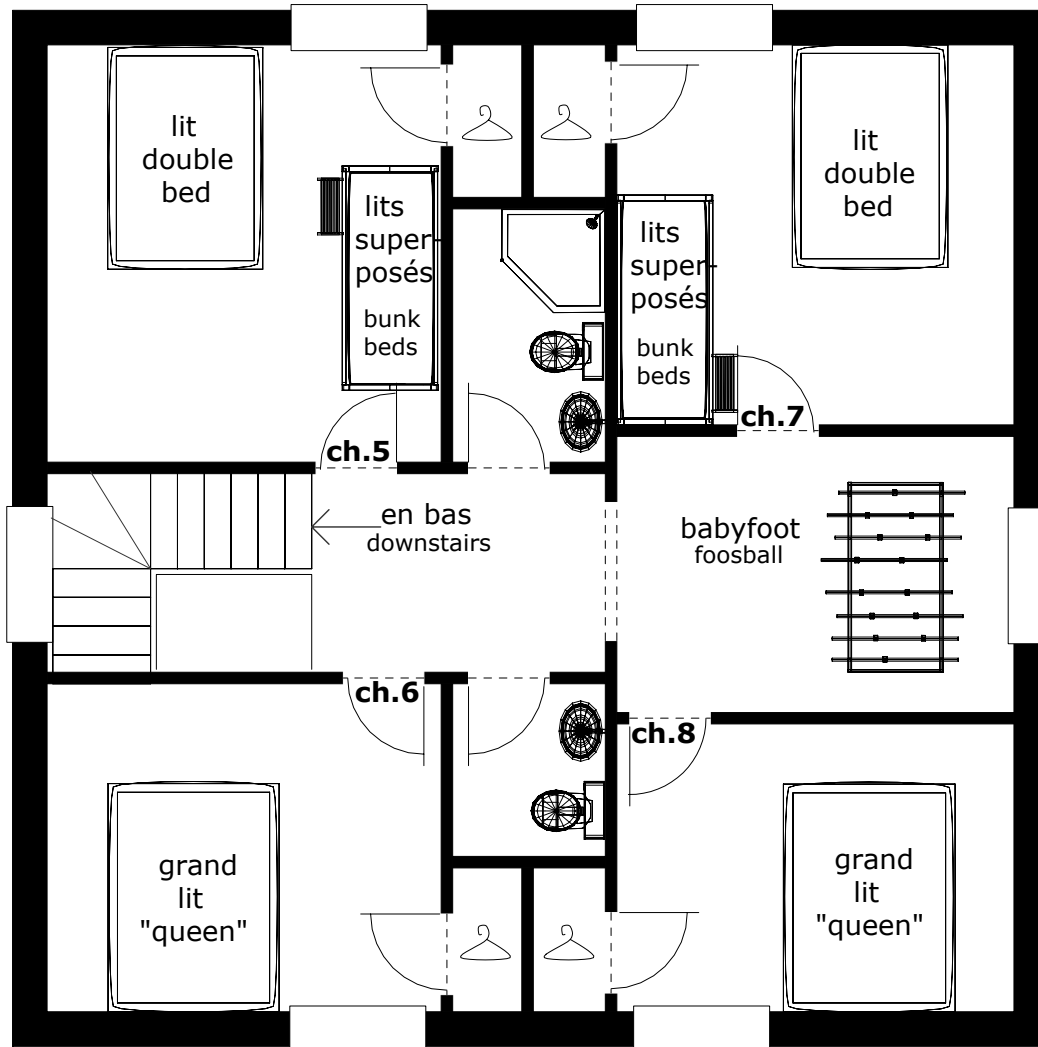 lit
double
bed
lits
super
posés
bunk
beds
lit
double
bed
lits
super
posés
bunk
beds
ch.5
ch.7
en bas
downstairs
babyfoot
foosball
ch.6
ch.8
grand
lit
"queen"
grand
lit
"queen"